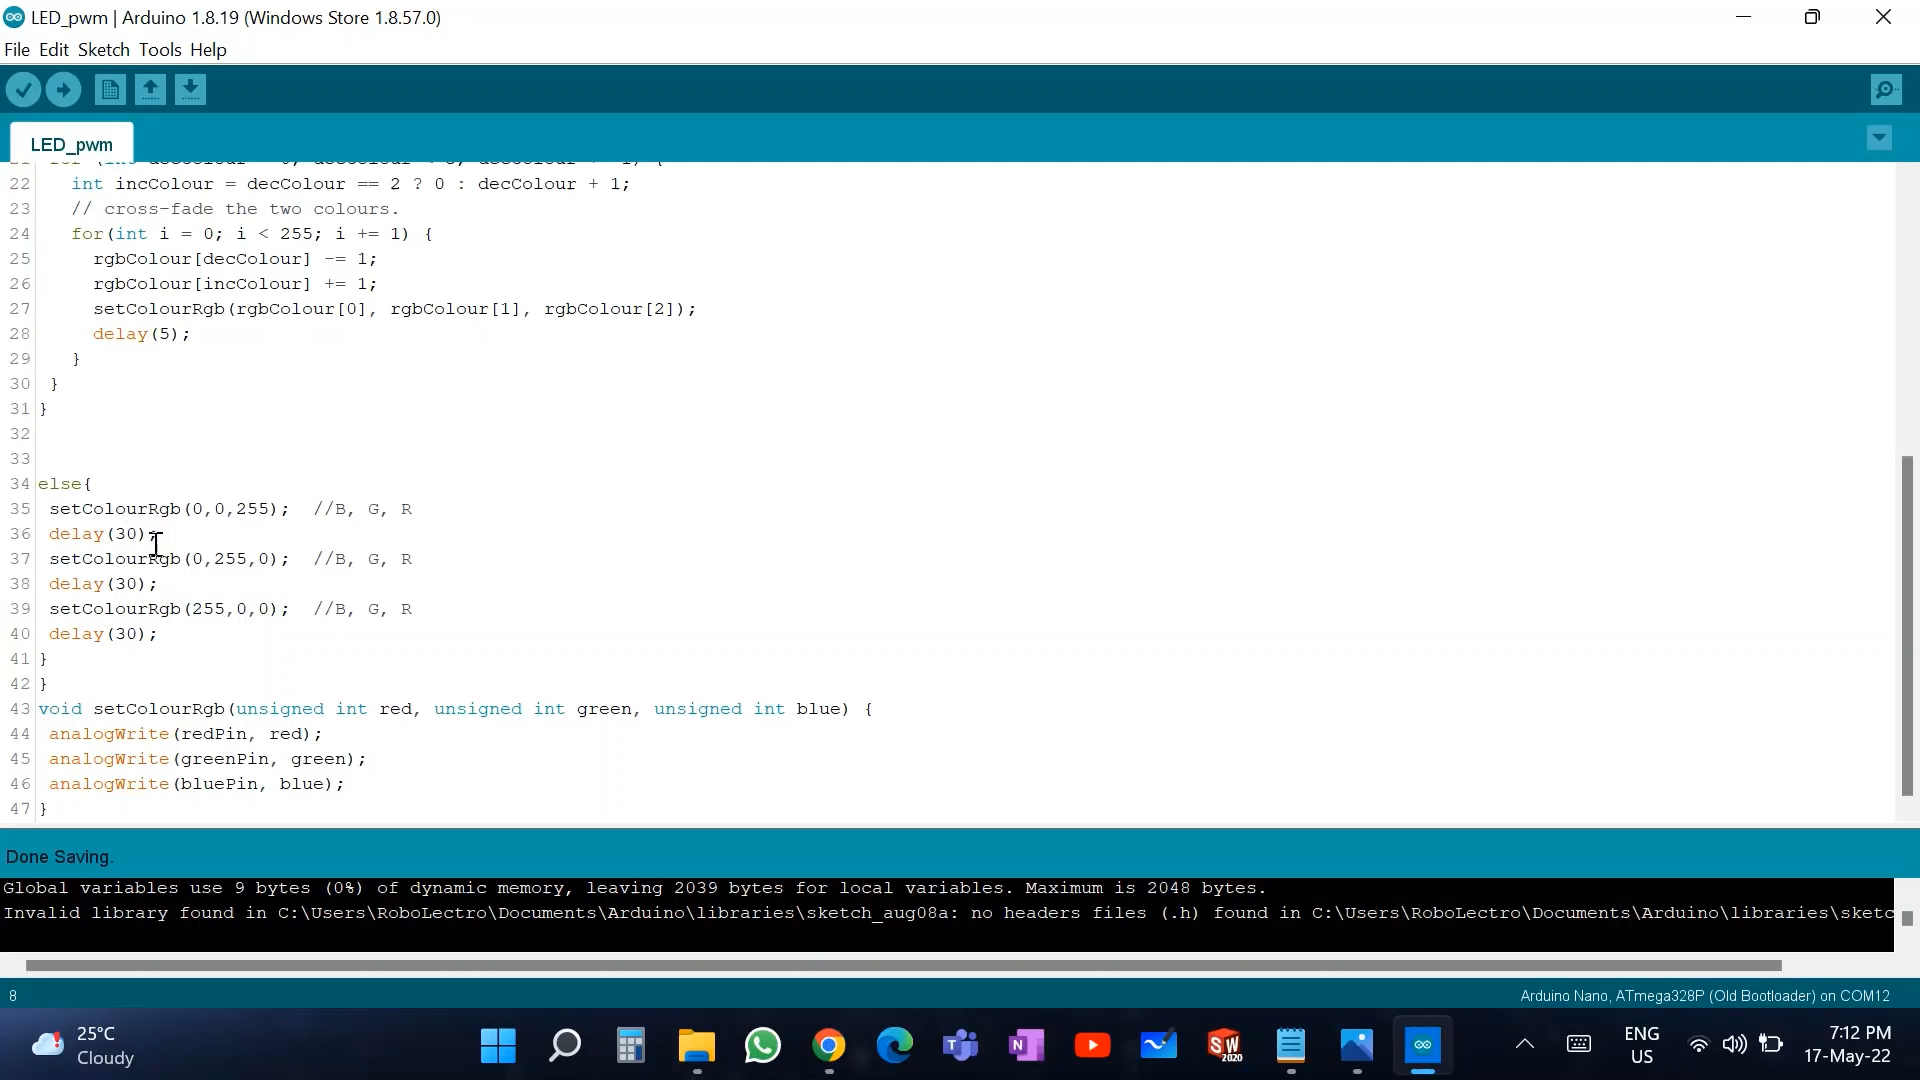 LED_pwm | Arduino 1.8.19 (Windows Store 1.8.57.0)
File Edit Sketch Tools Help
LED_pwm
22 int incColour = decColour == 2 ? 0 : decColour + 1;
23 // cross-fade the two colours.
24 for(int i = 0; i < 255; i += 1) {
25 rgbColour[decColour] -= 1;
26 rgbColour[incColour] += 1;
27 setColourRgb(rgbColour[0], rgbColour[1], rgbColour[2]);
28 delay(5);
29 }
30 }
31 }
32
33
34 else{
35 setColourRgb(0,0,255); //B, G, R
36 delay(30);
37 setColourRgb(0,255,0); //B, G, R
38 delay(30);
39 setColourRgb(255,0,0); //B, G, R
40 delay(30);
41 }
42 }
43 void setColourRgb(unsigned int red, unsigned int green, unsigned int blue) {
44 analogWrite(redPin, red);
45 analogWrite(greenPin, green);
46 analogWrite(bluePin, blue);
47 }
Done Saving.
Global variables use 9 bytes (0%) of dynamic memory, leaving 2039 bytes for local variables. Maximum is 2048 bytes.
Invalid library found in C:\Users\RoboLectro\Documents\Arduino\libraries\sketch_aug08a: no headers files (.h) found in C:\Users\RoboLectro\Documents\Arduino\libraries\sketc
8
Arduino Nano, ATmega328P (Old Bootloader) on COM12
25°C
Cloudy
SW
2020
ENG
US
7:12 PM
17-May-22